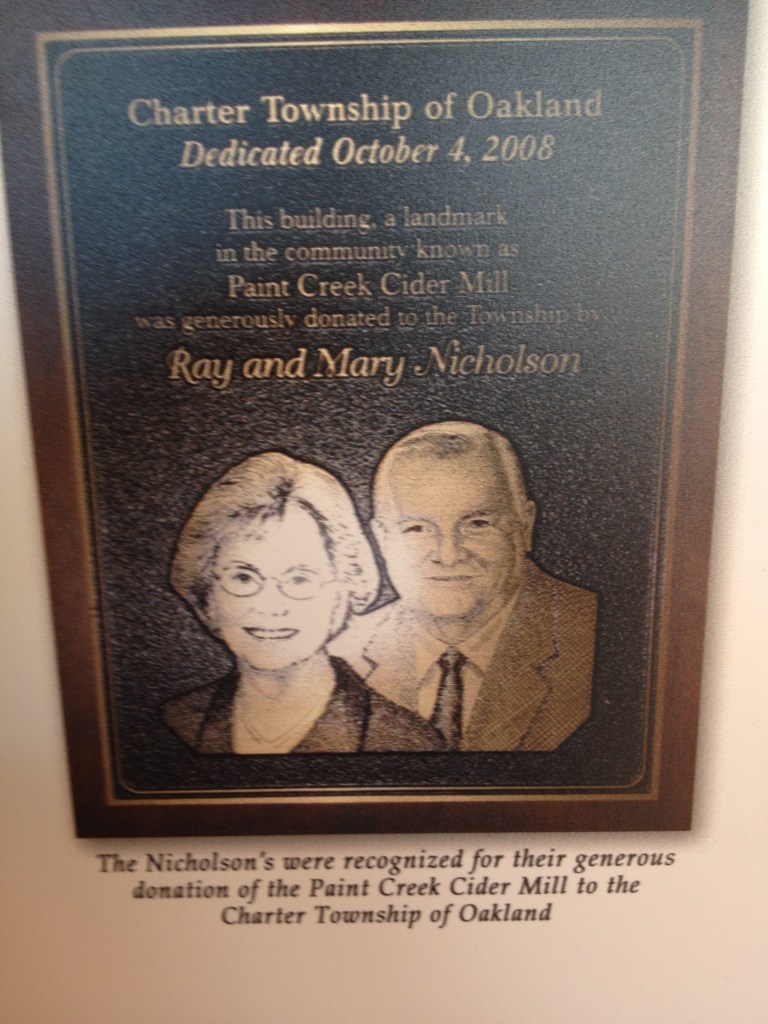 Charter Township of Oakland
Dedicated October 4, 2008
This building, a landmark
in the community known as
Paint Creek Cider Mill
was generously donated to the Township by
Ray and Mary Nicholson
The Nicholson's were recognized for their generous
donation of the Paint Creek Cider Mill to the
Charter Township of Oakland